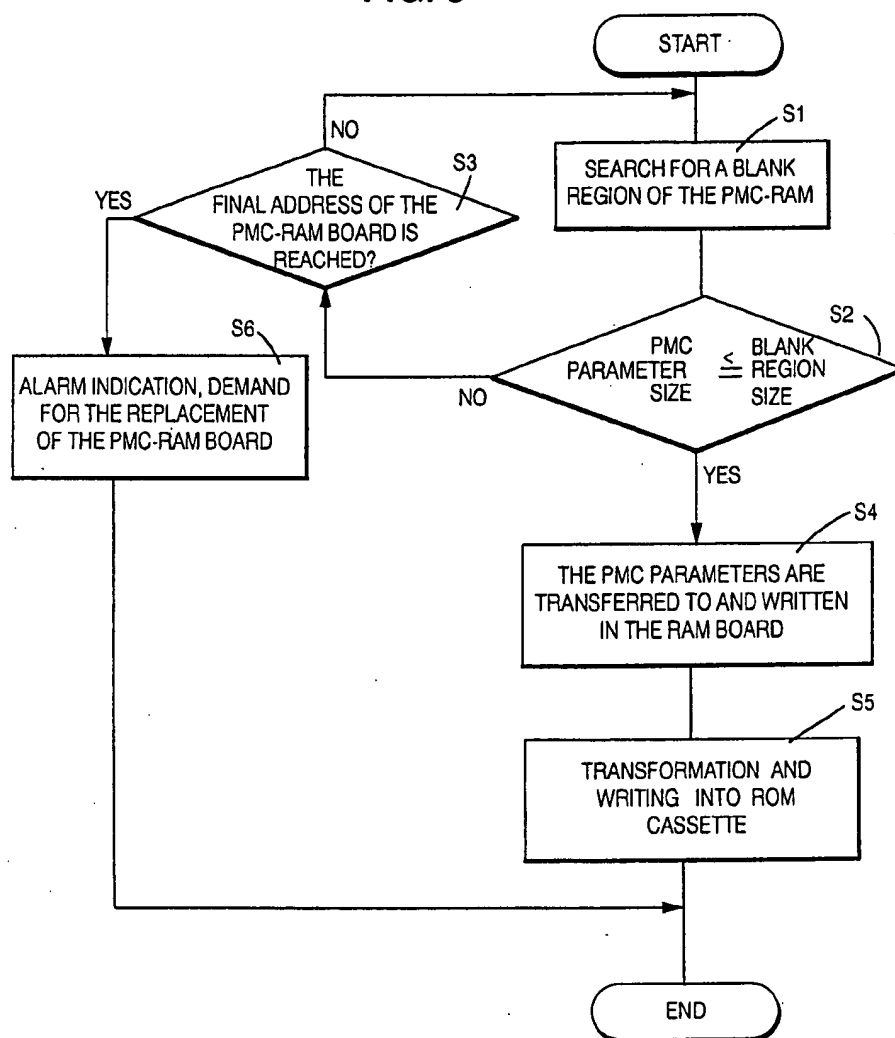 START
S1
SEARCH FOR A BLANK
REGION OF THE PMC-RAM
NO
S3
THE
FINAL ADDRESS OF THE
PMC-RAM BOARD IS
REACHED?
YES
S2
PMC
PARAMETER
SIZE
≦
BLANK
REGION
SIZE
NO
YES
S6
ALARM INDICATION, DEMAND
FOR THE REPLACEMENT
OF THE PMC-RAM BOARD
S4
THE PMC PARAMETERS ARE
TRANSFERRED TO AND WRITTEN
IN THE RAM BOARD
S5
TRANSFORMATION AND
WRITING INTO ROM
CASSETTE
END